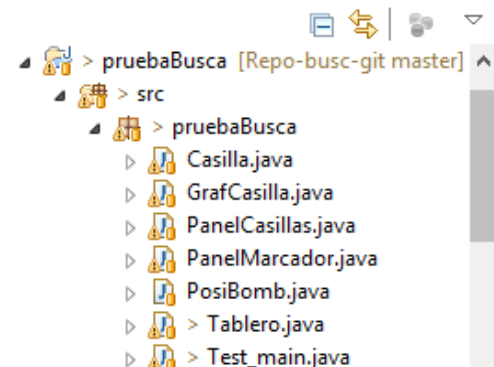 > pruebaBusca [Repo-busc-git master]
> src
> pruebaBusca
Casilla.java
GrafCasilla.java
PanelCasillas.java
PanelMarcador.java
PosiBomb.java
> Tablero.java
> Test_main.java